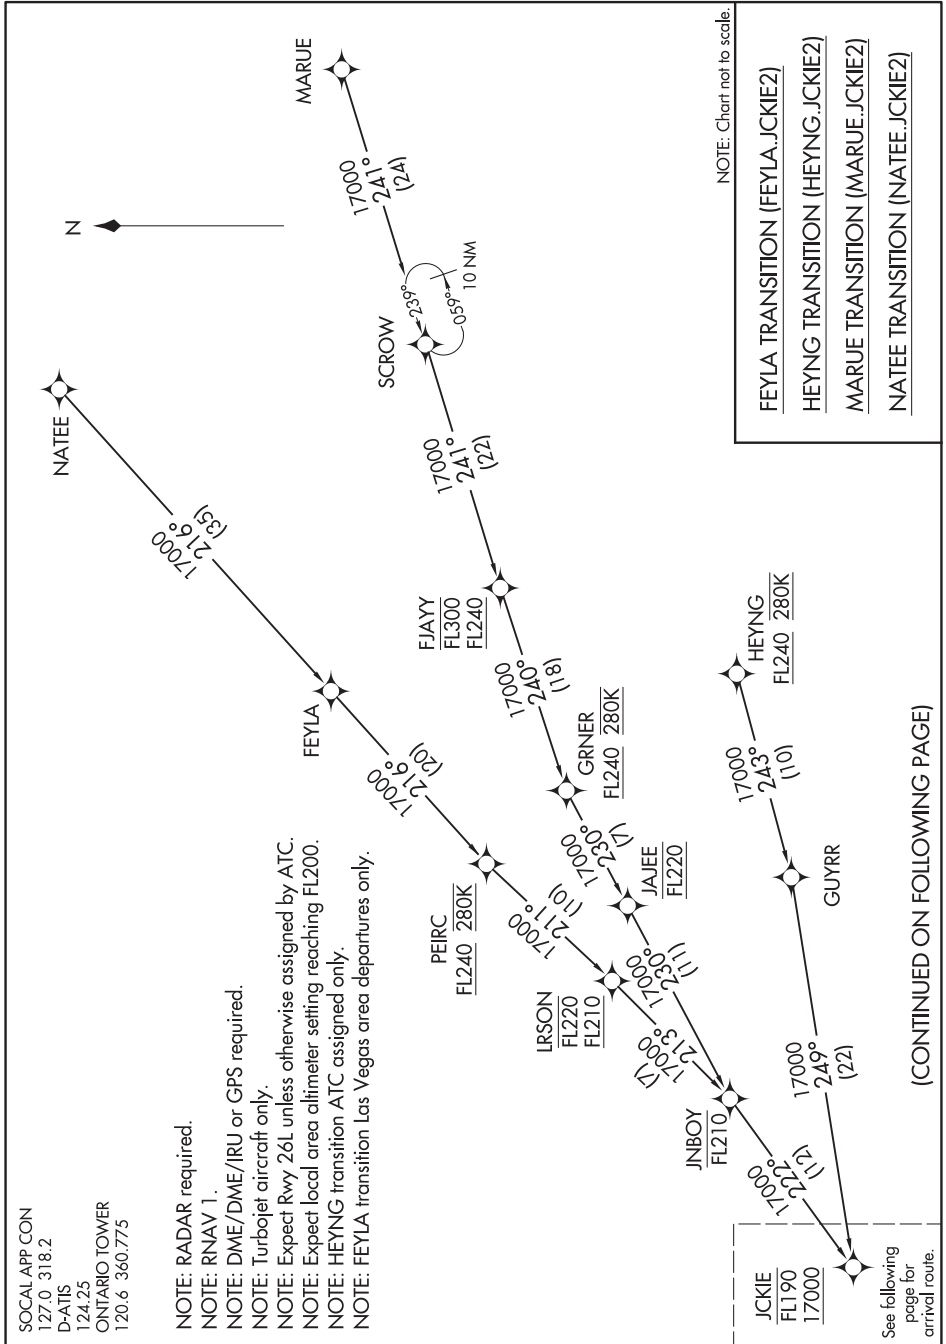 SOCAL APP CON
127.0 318.2
D-ATIS
124.25
ONTARIO TOWER
120.6 360.775
NOTE: RADAR required.
NOTE: RNAV 1.
NOTE: DME/DME/IRU or GPS required.
NOTE: Turbojet aircraft only.
NOTE: Expect Rwy 26L unless otherwise assigned by ATC.
NOTE: Expect local area altimeter setting reaching FL200.
NOTE: HEYNG transition ATC assigned only.
NOTE: FEYLA transition Las Vegas area departures only.
N
NATEE
17000
216°
(35)
FEYLA
17000
216°
(20)
PEIRC
FL240 280K
17000
211°
(10)
LRSON
FL220
FL210
(7)
17000
213°
MARUE
17000
241°
(24)
239°
059°
10 NM
SCROW
17000
241°
(22)
FJAYY
FL300
FL240
17000
240°
(18)
GRNER
FL240 280K
17000
230°
(7)
JAJEE
FL220
17000
230°
(11)
JNBOY
FL210
17000
222°
(12)
HEYNG
FL240 280K
17000
243°
(10)
GUYRR
17000
249°
(22)
JCKIE
FL190
17000
See following
page for
arrival route.
(CONTINUED ON FOLLOWING PAGE)
NOTE: Chart not to scale.
FEYLA TRANSITION (FEYLA.JCKIE2)
HEYNG TRANSITION (HEYNG.JCKIE2)
MARUE TRANSITION (MARUE.JCKIE2)
NATEE TRANSITION (NATEE.JCKIE2)